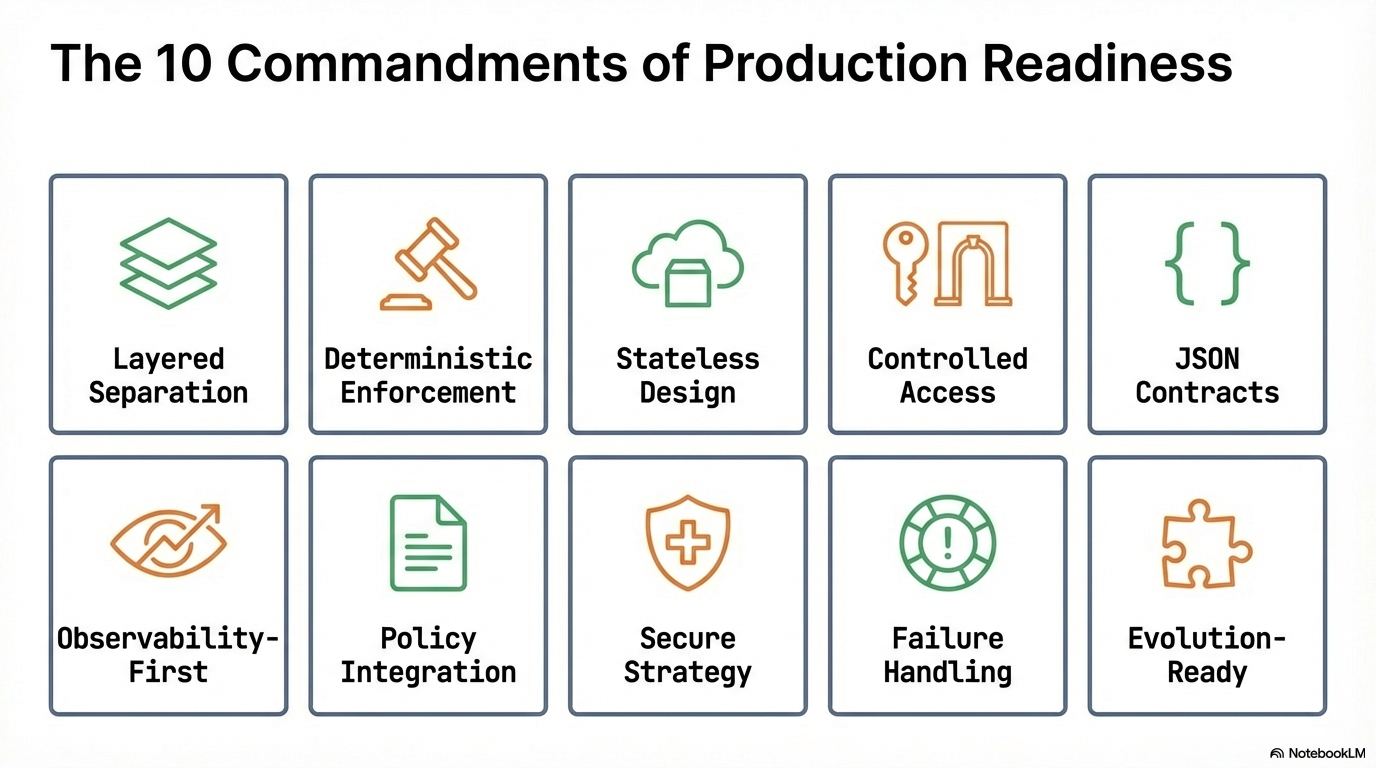 The 10 Commandments of Production Readiness
Layered
Separation
Deterministic
Enforcement
Stateless
Design
Controlled
Access
{ }
JSON
Contracts
Observability-
First
Policy
Integration
Secure
Strategy
!
Failure
Handling
Evolution-
Ready
NotebookLM